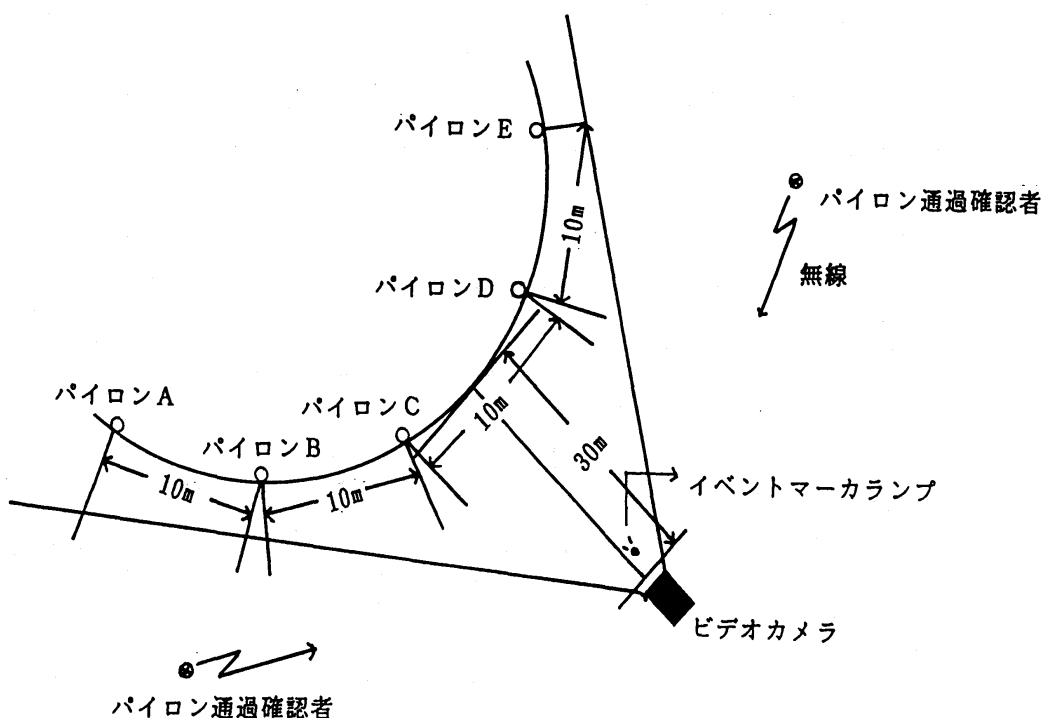 パイロンE
パイロン通過確認者
10m
無線
パイロンD
パイロンA
パイロンC
10m
パイロンB
30m
10m
10m
イベントマーカランプ
ビデオカメラ
パイロン通過確認者